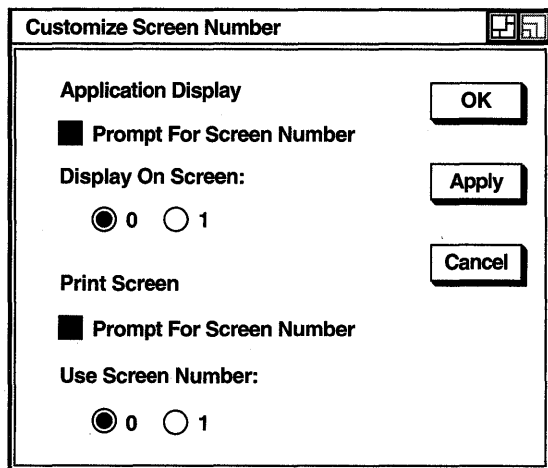 Customize Screen Number
Application Display
OK
Prompt For Screen Number
Display On Screen:
Apply
0 1
Cancel
Print Screen
Prompt For Screen Number
Use Screen Number:
0 1